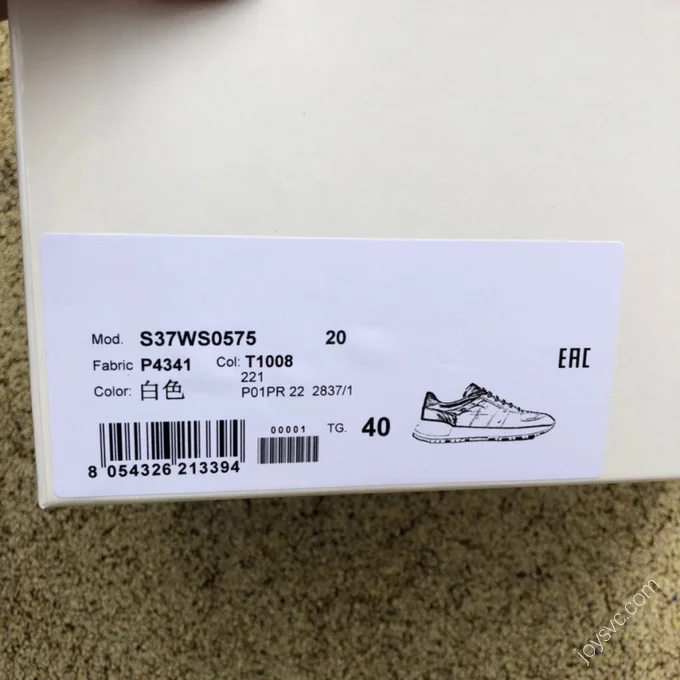 Mod. S37WS0575 20
Fabric P4341 Col: T1008
221
Color: 白色 P01PR 22 2837/1
EAC
00001 TG. 40
8 054326 213394
joysvc.com